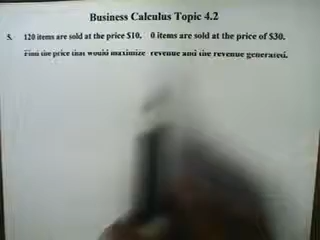 Business Calculus Topic 4.2
5. 120 items are sold at the price $10. 0 items are sold at the price of $30.
Find the price that would maximize revenue and the revenue generated.